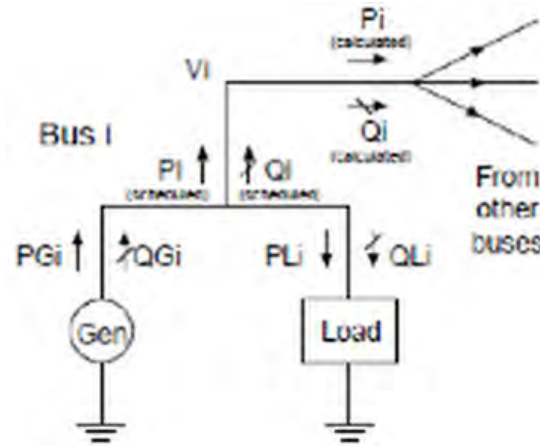 Pi
(calculated)
Vi
Bus i
Qi
(calculated)
Pi
Qi
(scheduled)
(scheduled)
From
other
buses
PGi
QGi
PLi
QLi
Gen
Load